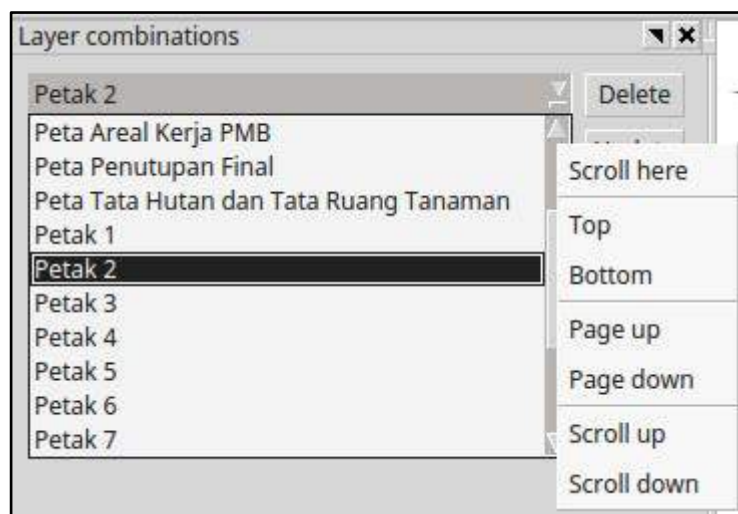 Layer combinations
Petak 2
Delete
Peta Areal Kerja PMB
Peta Penutupan Final
Peta Tata Hutan dan Tata Ruang Tanaman
Petak 1
Petak 2
Petak 3
Petak 4
Petak 5
Petak 6
Petak 7
Scroll here
Top
Bottom
Page up
Page down
Scroll up
Scroll down